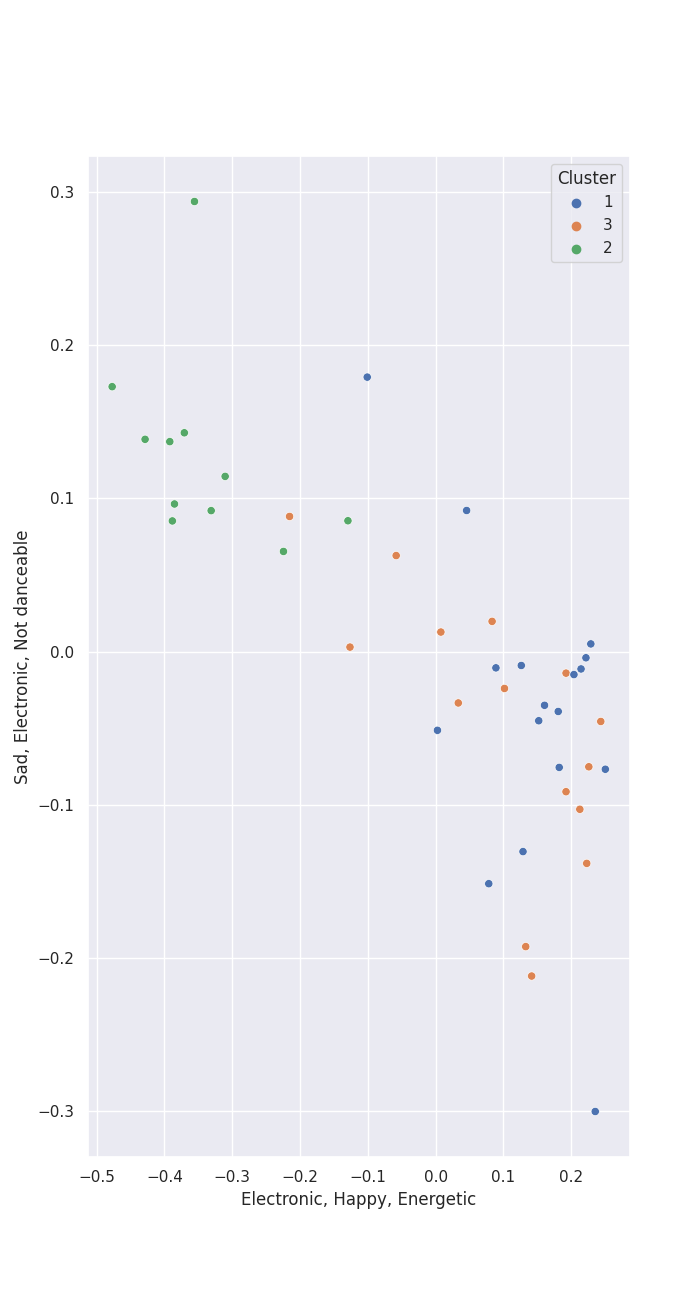 Cluster
1
3
2
0.3
0.2
0.1
0.0
−0.1
−0.2
−0.3
Sad, Electronic, Not danceable
−0.5 −0.4 −0.3 −0.2 −0.1 0.0 0.1 0.2
Electronic, Happy, Energetic